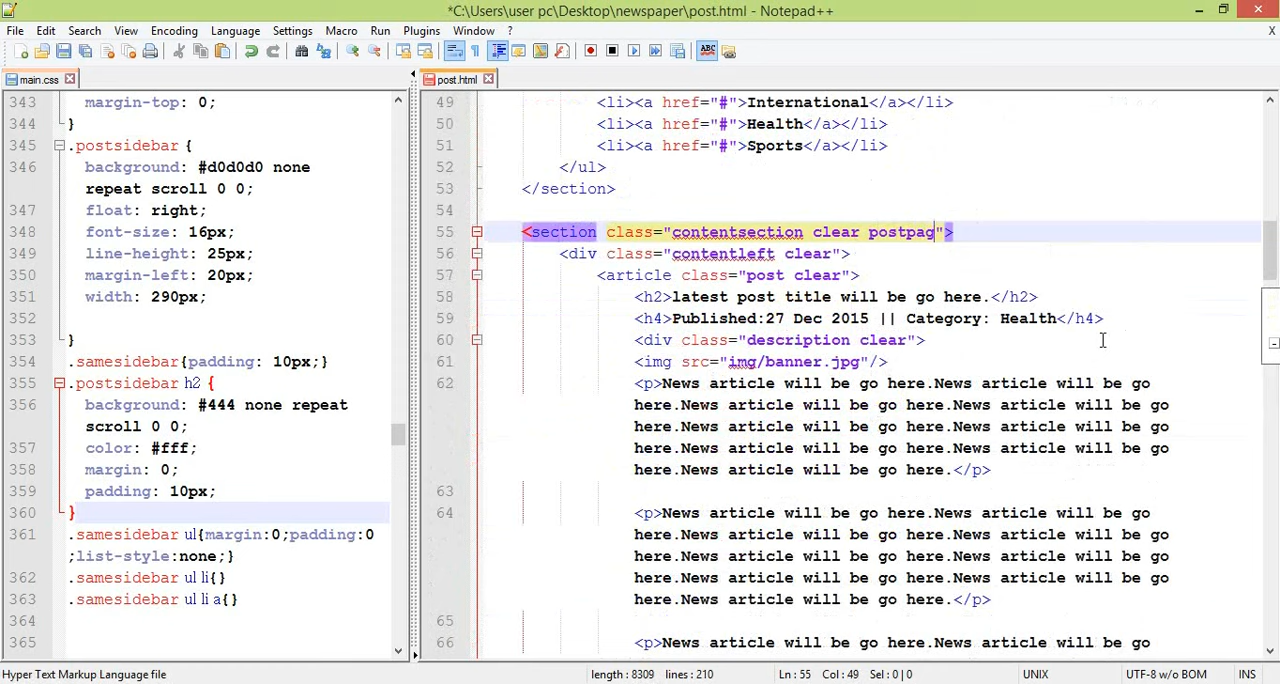 *C:\Users\user pc\Desktop\newspaper\post.html - Notepad++
File Edit Search View Encoding Language Settings Macro Run Plugins Window ? X
main.css
343 margin-top: 0;
344 }
345 .postsidebar {
346 background: #d0d0d0 none
repeat scroll 0 0;
347 float: right;
348 font-size: 16px;
349 line-height: 25px;
350 margin-left: 20px;
351 width: 290px;
352
353 }
354 .samesidebar{padding: 10px;}
355 .postsidebar h2 {
356 background: #444 none repeat
scroll 0 0;
357 color: #fff;
358 margin: 0;
359 padding: 10px;
360 }
361 .samesidebar ul{margin:0;padding:0
;list-style:none;}
362 .samesidebar ul li{}
363 .samesidebar ul li a{}
364
365
post.html
49 <li><a href="#">International</a></li>
50 <li><a href="#">Health</a></li>
51 <li><a href="#">Sports</a></li>
52 </ul>
53 </section>
54
55 <section class="contentsection clear postpag">
56 <div class="contentleft clear">
57 <article class="post clear">
58 <h2>latest post title will be go here.</h2>
59 <h4>Published:27 Dec 2015 || Category: Health</h4>
60 <div class="description clear">
61 <img src="img/banner.jpg"/>
62 <p>News article will be go here.News article will be go
here.News article will be go here.News article will be go
here.News article will be go here.News article will be go
here.News article will be go here.News article will be go
here.News article will be go here.</p>
63
64 <p>News article will be go here.News article will be go
here.News article will be go here.News article will be go
here.News article will be go here.News article will be go
here.News article will be go here.News article will be go
here.News article will be go here.</p>
65
66 <p>News article will be go here.News article will be go
Hyper Text Markup Language file length : 8309 lines : 210 Ln : 55 Col : 49 Sel : 0 | 0 UNIX UTF-8 w/o BOM INS